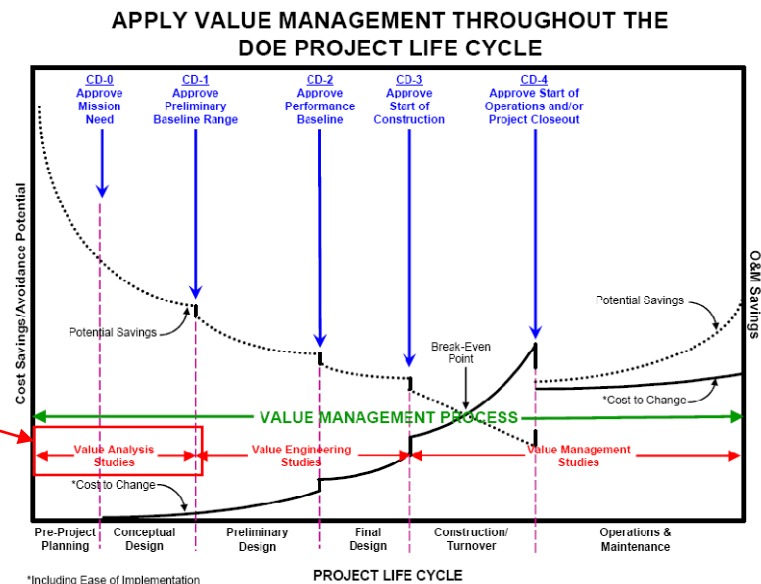 APPLY VALUE MANAGEMENT THROUGHOUT THE
DOE PROJECT LIFE CYCLE
CD-0
Approve
Mission
Need
CD-1
Approve
Preliminary
Baseline Range
CD-2
Approve
Performance
Baseline
CD-3
Approve
Start of
Construction
CD-4
Approve Start of
Operations and/or
Project Closeout
Cost Savings/Avoidance Potential
O&M Savings
Potential Savings
Potential Savings
Break-Even
Point
*Cost to Change
VALUE MANAGEMENT PROCESS
Value Analysis
Studies
Value Engineering
Studies
Value Management
Studies
*Cost to Change
Pre-Project
Planning
Conceptual
Design
Preliminary
Design
Final
Design
Construction/
Turnover
Operations &
Maintenance
PROJECT LIFE CYCLE
*Including Ease of Implementation